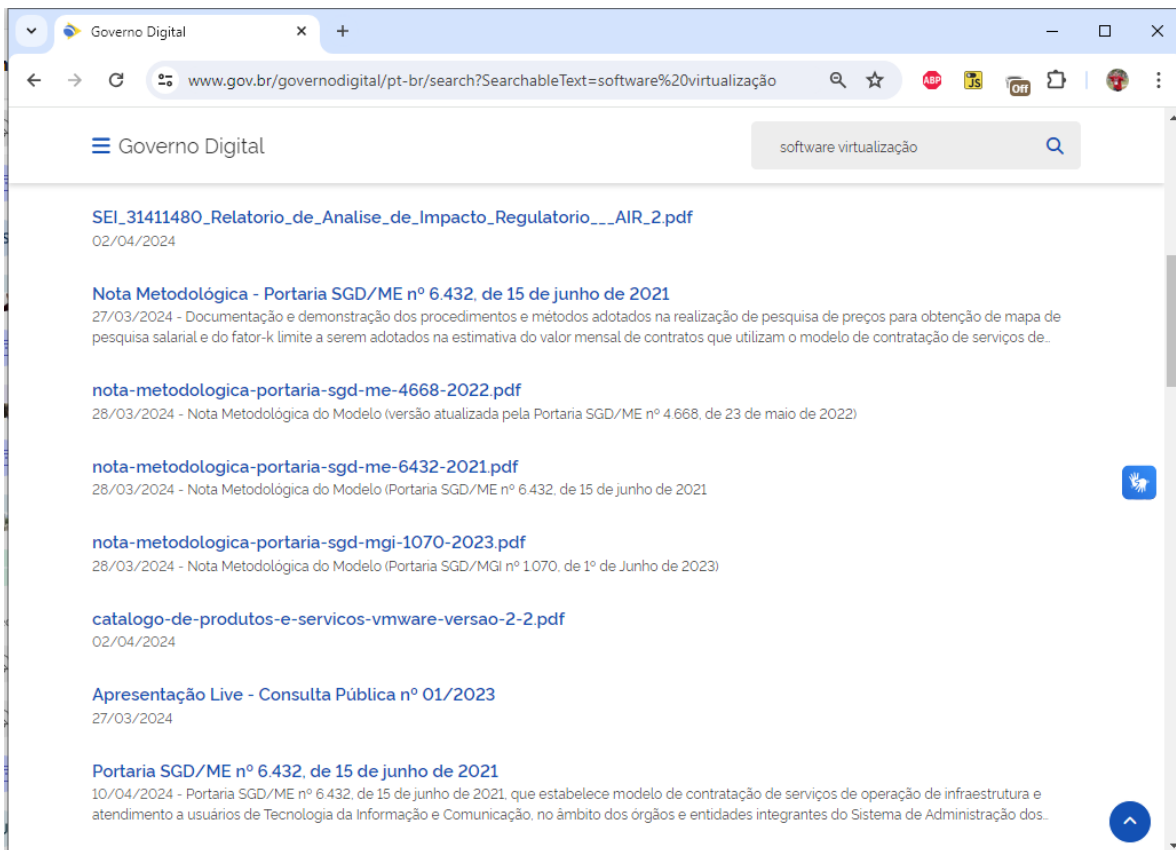 Governo Digital
www.gov.br/governodigital/pt-br/search?SearchableText=software%20virtualização
ABP
JS
Off
Governo Digital
software virtualização
SEI_31411480_Relatorio_de_Analise_de_Impacto_Regulatorio___AIR_2.pdf
02/04/2024
Nota Metodológica - Portaria SGD/ME nº 6.432, de 15 de junho de 2021
27/03/2024 - Documentação e demonstração dos procedimentos e métodos adotados na realização de pesquisa de preços para obtenção de mapa de
pesquisa salarial e do fator-k limite a serem adotados na estimativa do valor mensal de contratos que utilizam o modelo de contratação de serviços de…
nota-metodologica-portaria-sgd-me-4668-2022.pdf
28/03/2024 - Nota Metodológica do Modelo (versão atualizada pela Portaria SGD/ME nº 4.668, de 23 de maio de 2022)
nota-metodologica-portaria-sgd-me-6432-2021.pdf
28/03/2024 - Nota Metodológica do Modelo (Portaria SGD/ME nº 6.432, de 15 de junho de 2021
nota-metodologica-portaria-sgd-mgi-1070-2023.pdf
28/03/2024 - Nota Metodológica do Modelo (Portaria SGD/MGI nº 1.070, de 1º de Junho de 2023)
catalogo-de-produtos-e-servicos-vmware-versao-2-2.pdf
02/04/2024
Apresentação Live - Consulta Pública nº 01/2023
27/03/2024
Portaria SGD/ME nº 6.432, de 15 de junho de 2021
10/04/2024 - Portaria SGD/ME nº 6.432, de 15 de junho de 2021, que estabelece modelo de contratação de serviços de operação de infraestrutura e
atendimento a usuários de Tecnologia da Informação e Comunicação, no âmbito dos órgãos e entidades integrantes do Sistema de Administração dos…